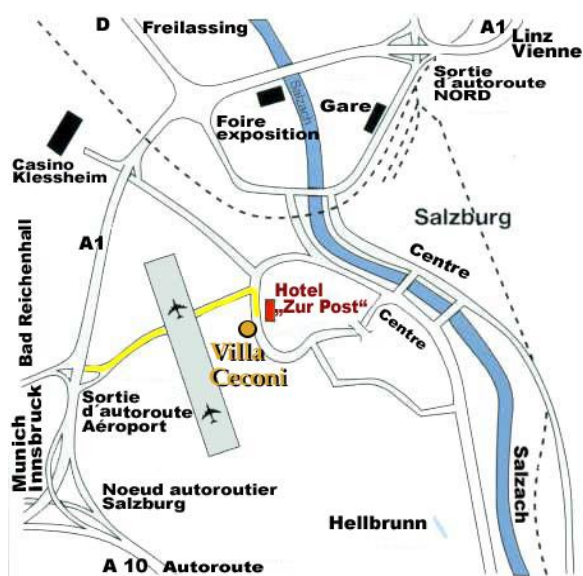 D
Freilassing
A1
Linz
Vienne
Sortie
d´autoroute
NORD
Salzach
Foire
exposition
Gare
Casino
Klessheim
Salzburg
Centre
A1
Bad Reichenhall
Hotel
„Zur Post“
Centre
Villa
Ceconi
Sortie
d´autoroute
Aéroport
Munich
Innsbruck
Noeud autoroutier
Salzburg
Hellbrunn
Salzach
A 10 Autoroute